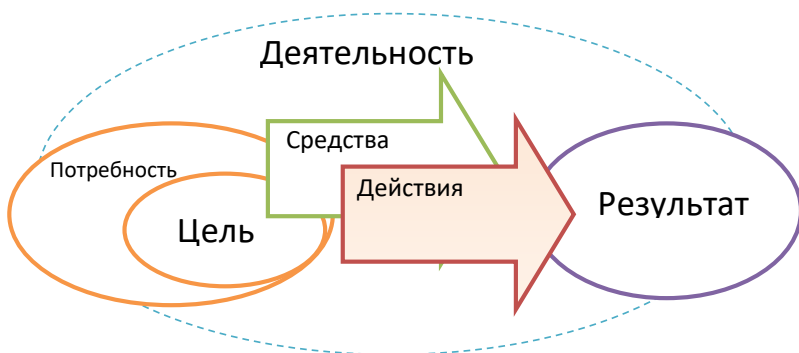 Деятельность
Средства
Потребность
Действия
Цель
Результат